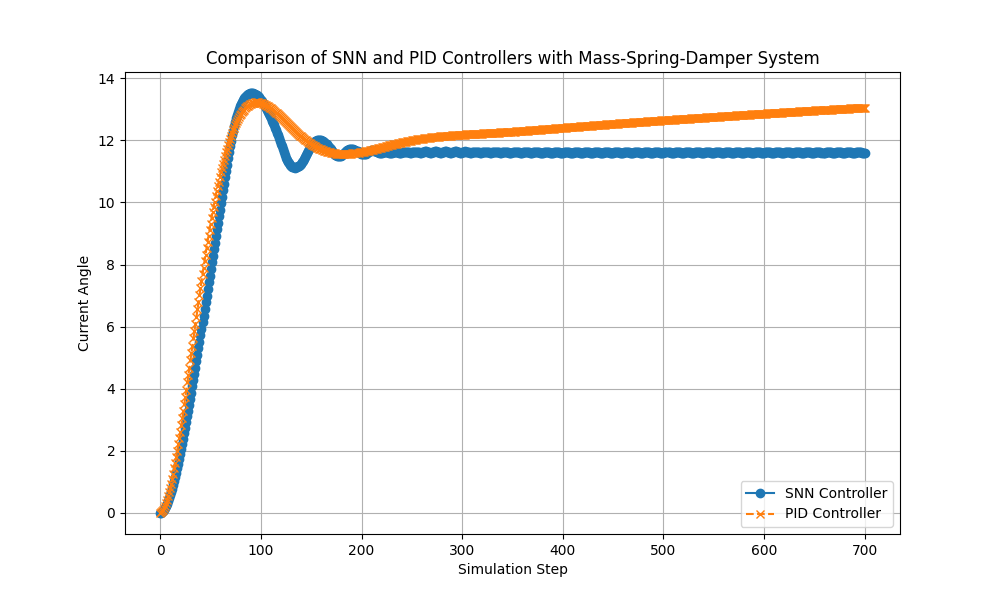 Comparison of SNN and PID Controllers with Mass-Spring-Damper System
14
12
10
8
6
4
2
0
Current Angle
0 100 200 300 400 500 600 700
Simulation Step
SNN Controller
PID Controller